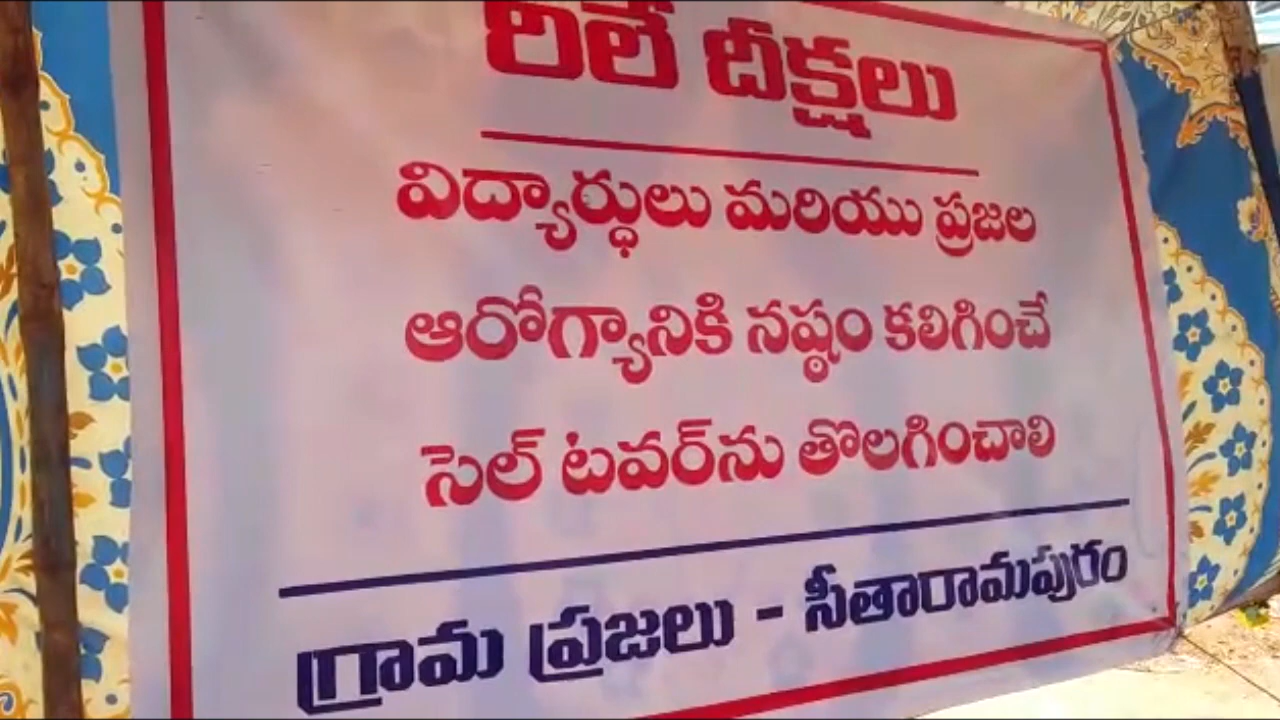 రిలే దీక్షలు
విద్యార్ధులు మరియు ప్రజల
ఆరోగ్యానికి నష్టం కలిగించే
సెల్ టవర్‌ను తొలగించాలి
గ్రామ ప్రజలు - సీతారామపురం